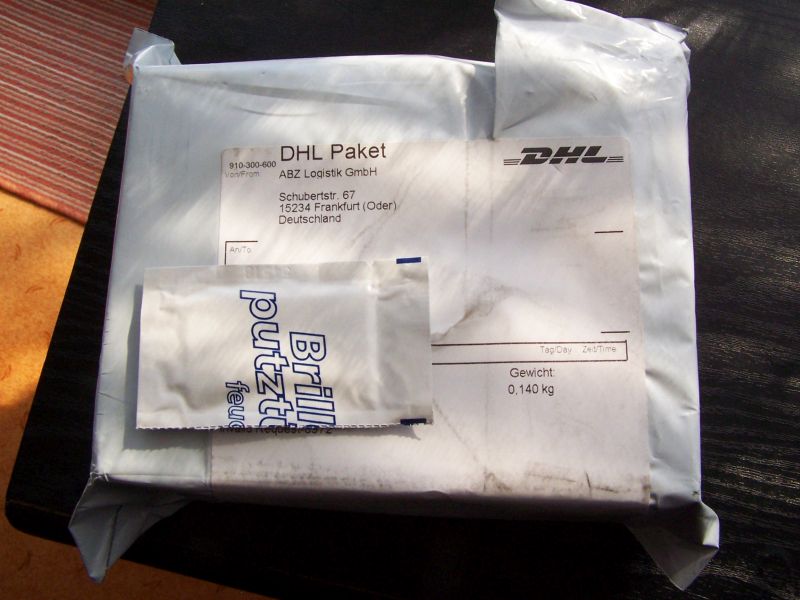 DHL Paket
DHL
910-300-600
Von/From
ABZ Logistik GmbH
Schubertstr. 67
15234 Frankfurt (Oder)
Deutschland
An/To
Tag/Day
Zeit/Time
Gewicht:
0,140 kg
Brill
putzt
feuc